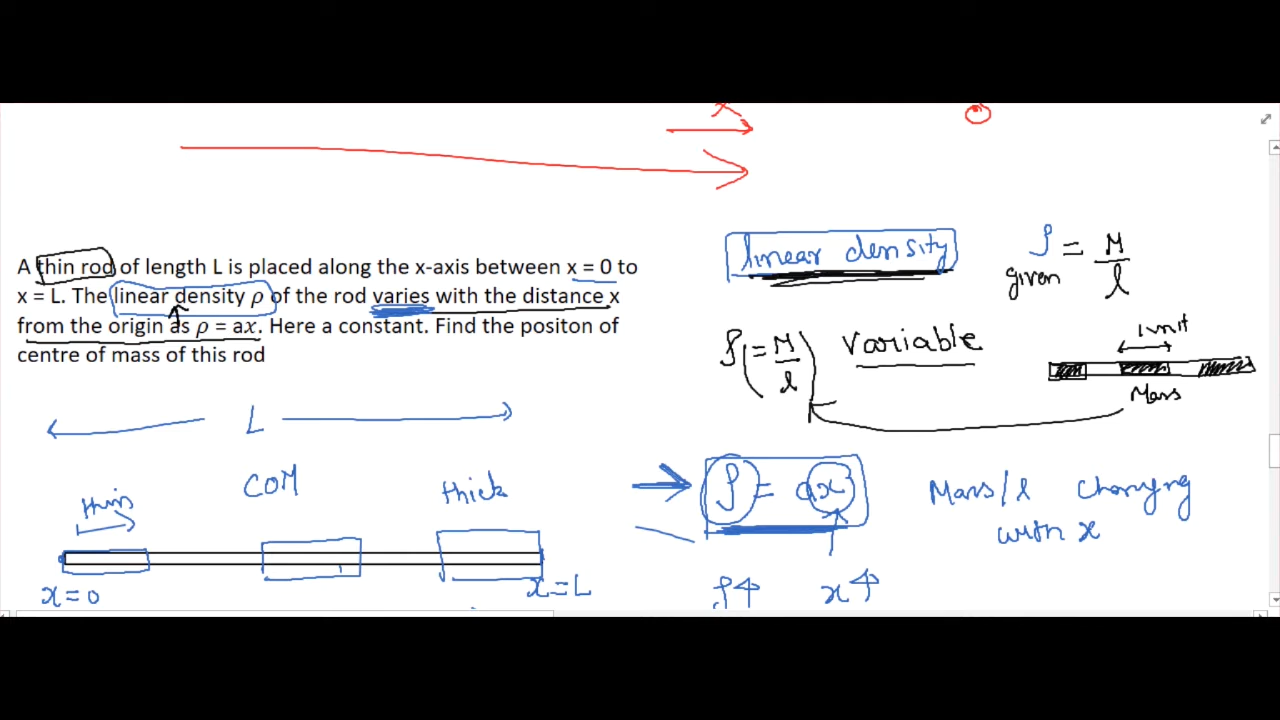 x
A thin rod of length L is placed along the x-axis between x = 0 to
x = L. The linear density ρ of the rod varies with the distance x
from the origin as ρ = ax. Here a constant. Find the positon of
centre of mass of this rod
linear density
ρ = M/l
given
ρ (= M/l) variable
1 unit
Mass
L
COM
thin
thick
x = 0
x = L
ρ = ax
Mass/l changing
with x
ρ↑ x↑